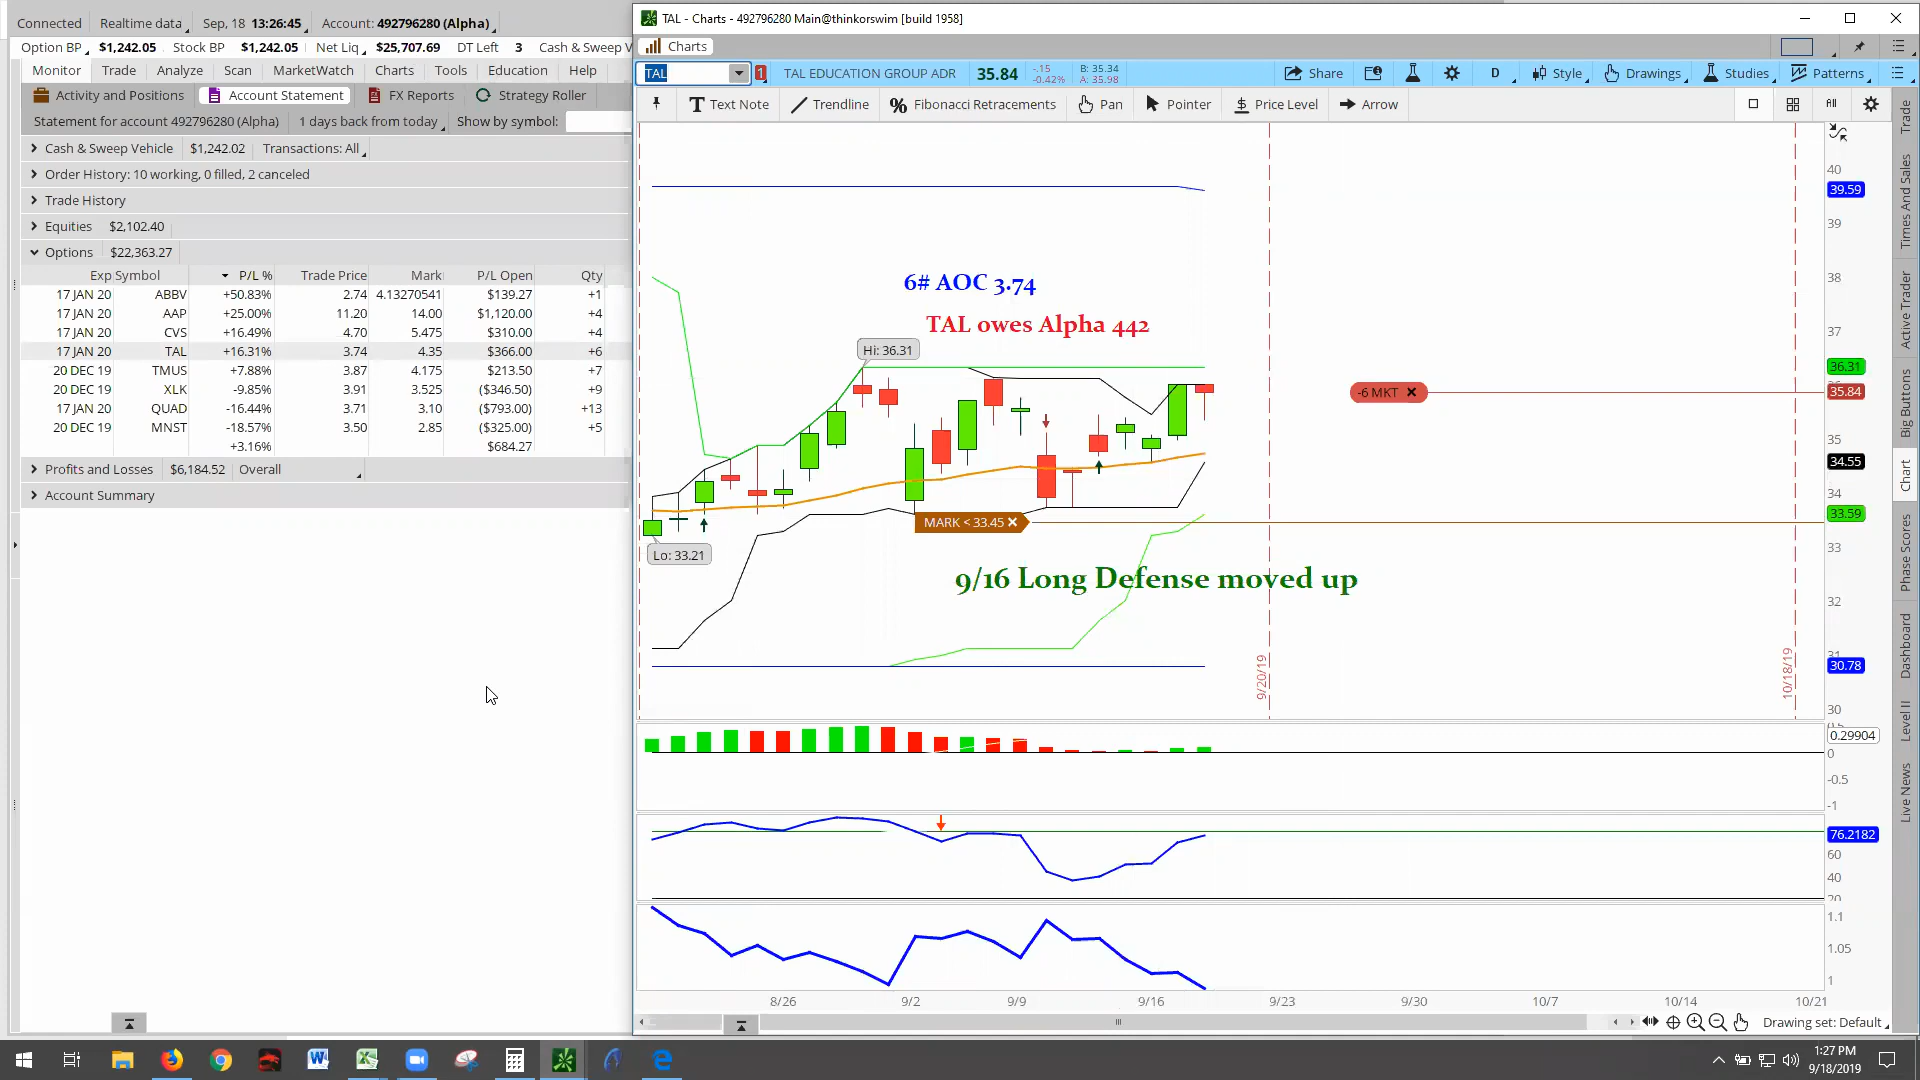 Connected Realtime data Sep, 18 13:26:45 Account: 492796280 (Alpha)
Option BP $1,242.05 Stock BP $1,242.05 Net Liq $25,707.69 DT Left 3 Cash & Sweep V
Monitor Trade Analyze Scan MarketWatch Charts Tools Education Help
Activity and Positions Account Statement FX Reports Strategy Roller
Statement for account 492796280 (Alpha) 1 days back from today Show by symbol:
Cash & Sweep Vehicle $1,242.02 Transactions: All
Order History: 10 working, 0 filled, 2 canceled
Trade History
Equities $2,102.40
Options $22,363.27
Exp Symbol P/L % Trade Price Mark P/L Open Qty
17 JAN 20 ABBV +50.83% 2.74 4.13270541 $139.27 +1
17 JAN 20 AAP +25.00% 11.20 14.00 $1,120.00 +4
17 JAN 20 CVS +16.49% 4.70 5.475 $310.00 +4
17 JAN 20 TAL +16.31% 3.74 4.35 $366.00 +6
20 DEC 19 TMUS +7.88% 3.87 4.175 $213.50 +7
20 DEC 19 XLK -9.85% 3.91 3.525 ($346.50) +9
17 JAN 20 QUAD -16.44% 3.71 3.10 ($793.00) +13
20 DEC 19 MNST -18.57% 3.50 2.85 ($325.00) +5
+3.16% $684.27
Profits and Losses $6,184.52 Overall
Account Summary
TAL - Charts - 492796280 Main@thinkorswim [build 1958]
Charts
TAL 1 TAL EDUCATION GROUP ADR 35.84 -.15 -0.42% B: 35.34 A: 35.98 Share D Style Drawings Studies Patterns
Text Note Trendline Fibonacci Retracements Pan Pointer Price Level Arrow All
6# AOC 3.74
TAL owes Alpha 442
Hi: 36.31
-6 MKT
MARK < 33.45
Lo: 33.21
9/16 Long Defense moved up
9/20/19
10/18/19
40
39.59
39
38
37
36.31
35.84
35
34.55
34
33.59
33
32
31
30.78
30
0.5
0.29904
0
-0.5
-1
76.2182
60
40
20
1.1
1.05
1
8/26 9/2 9/9 9/16 9/23 9/30 10/7 10/14 10/21
Drawing set: Default
Trade
Times And Sales
Active Trader
Big Buttons
Chart
Phase Scores
Dashboard
Level II
Live News
1:27 PM
9/18/2019